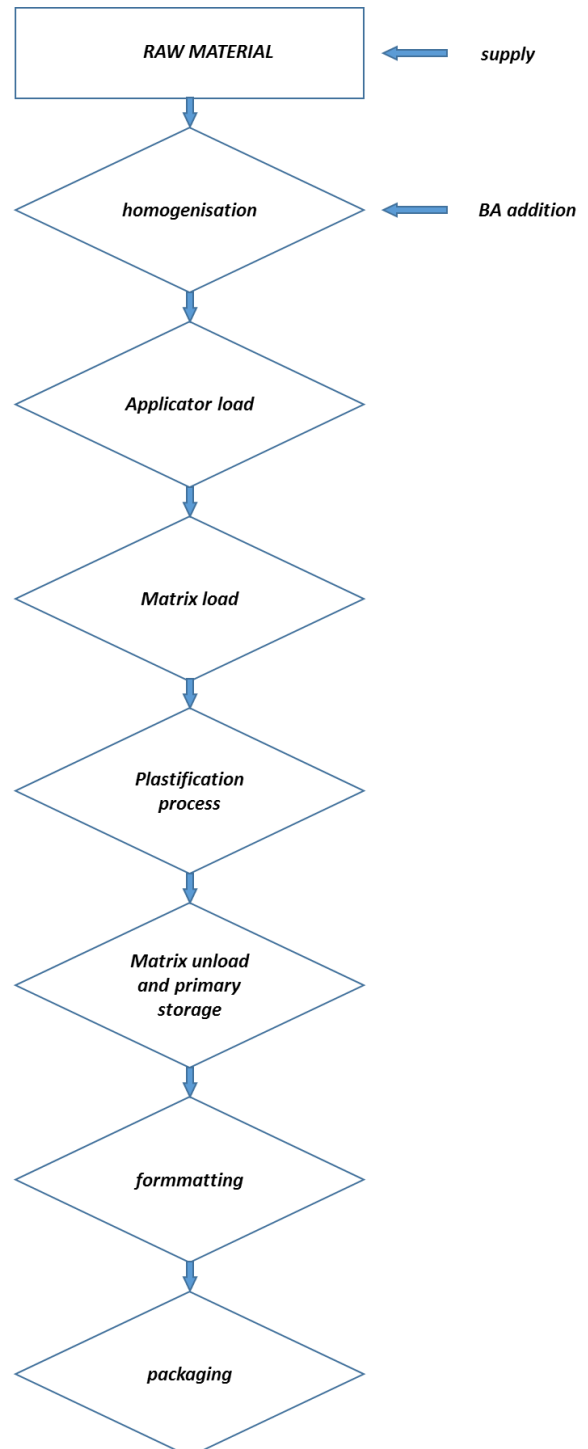 RAW MATERIAL
supply
homogenisation
BA addition
Applicator load
Matrix load
Plastification
process
Matrix unload
and primary
storage
formmatting
packaging